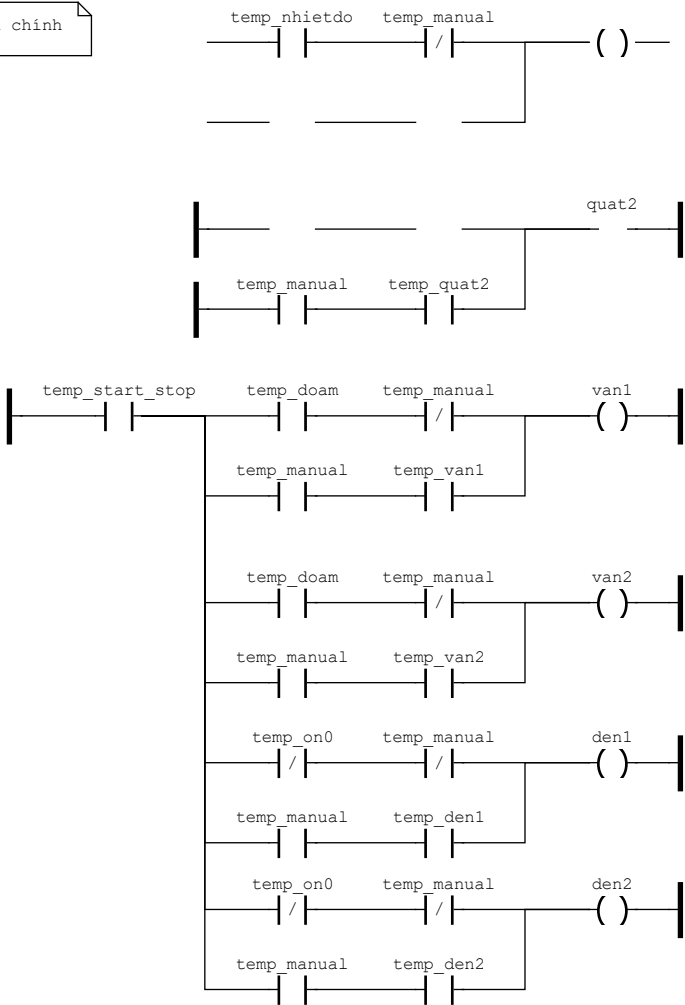 chính
temp_nhietdo temp_manual
quat2
temp_manual temp_quat2
temp_start_stop temp_doam temp_manual van1
temp_manual temp_van1
temp_doam temp_manual van2
temp_manual temp_van2
temp_on0 temp_manual den1
temp_manual temp_den1
temp_on0 temp_manual den2
temp_manual temp_den2